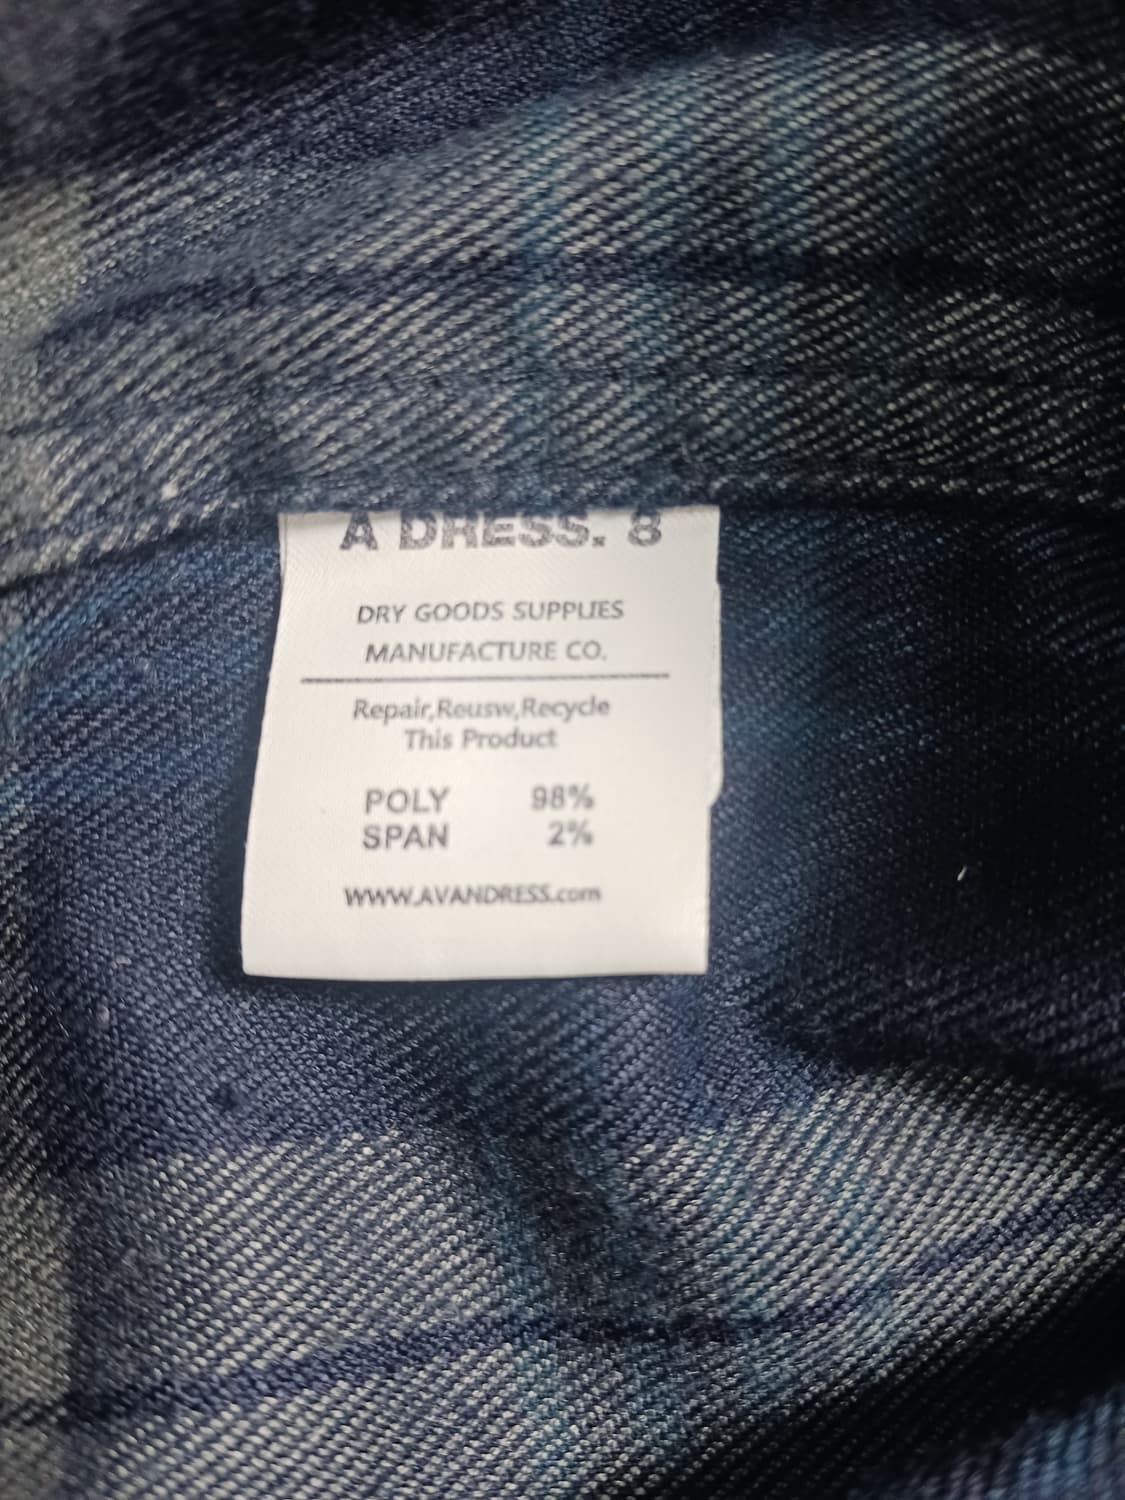 A DRESS. 8
DRY GOODS SUPPLIES
MANUFACTURE CO.
Repair,Reusw,Recycle
This Product
POLY 98%
SPAN 2%
WWW.AVANDRESS.com